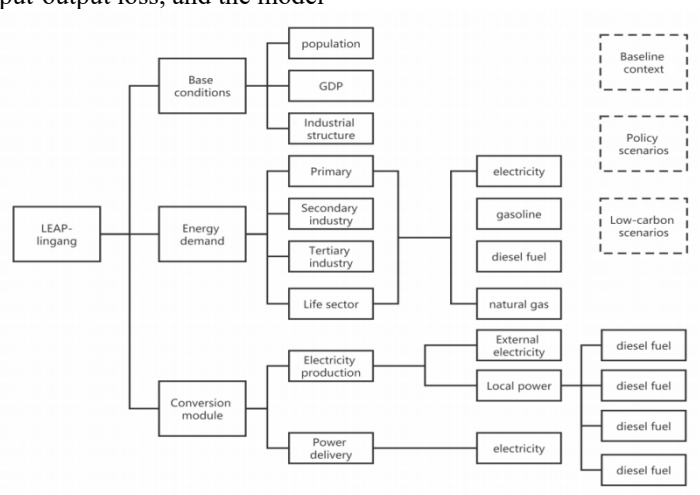 put-output loss, and the model
population
Base
conditions
GDP
Industrial
structure
Baseline
context
Policy
scenarios
Low-carbon
scenarios
LEAP-
lingang
Energy
demand
Primary
Secondary
industry
Tertiary
industry
Life sector
electricity
gasoline
diesel fuel
natural gas
Conversion
module
Electricity
production
External
electricity
Local power
diesel fuel
diesel fuel
diesel fuel
diesel fuel
Power
delivery
electricity